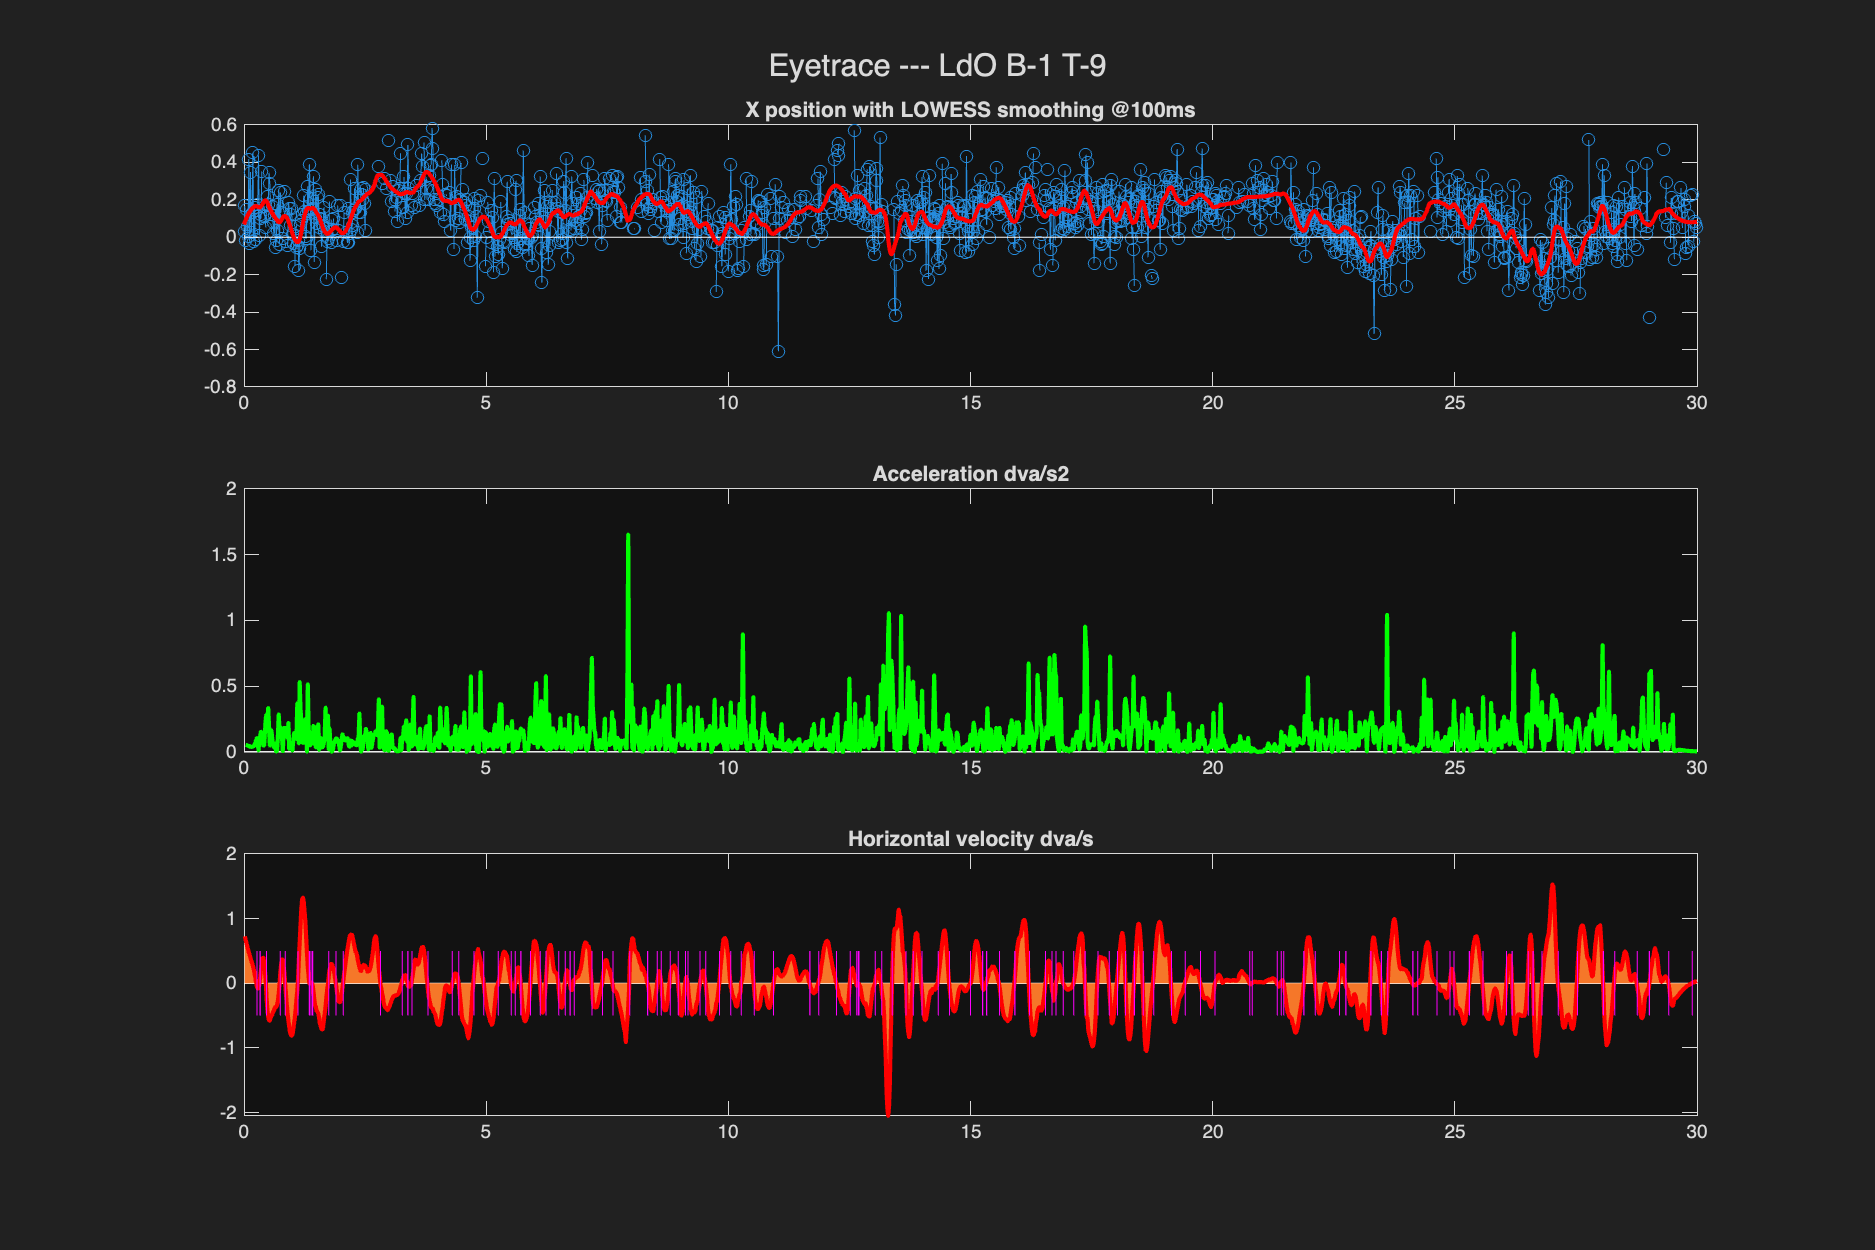 Eyetrace --- LdO B-1 T-9
X position with LOWESS smoothing @100ms
0.6
0.4
0.2
0
-0.2
-0.4
-0.6
-0.8
0 5 10 15 20 25 30
Acceleration dva/s2
2
1.5
1
0.5
0
0 5 10 15 20 25 30
Horizontal velocity dva/s
2
1
0
-1
-2
0 5 10 15 20 25 30